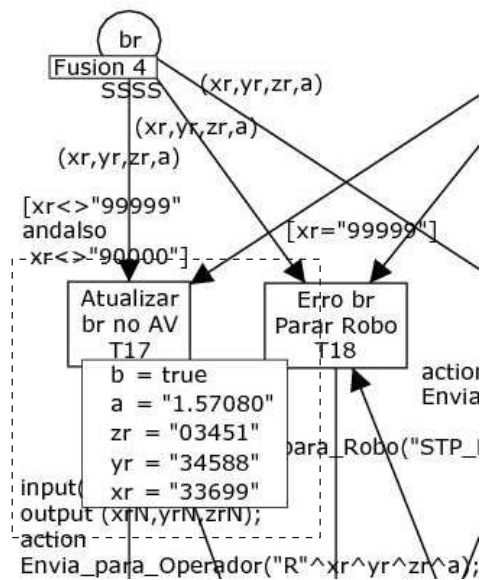 br
Fusion 4
SSSS
(xr,yr,zr,a)
(xr,yr,zr,a)
(xr,yr,zr,a)
[xr<>"99999"
andalso
xr<>"90000"]
[xr="99999"]
Atualizar
br no AV
T17
Erro br
Parar Robo
T18
b = true
a = "1.57080"
zr = "03451"
yr = "34588"
xr = "33699"
action
Envia
para_Robo("STP_
input(
output (xrN,yrN,zrN);
action
Envia_para_Operador("R"^xr^yr^zr^a);